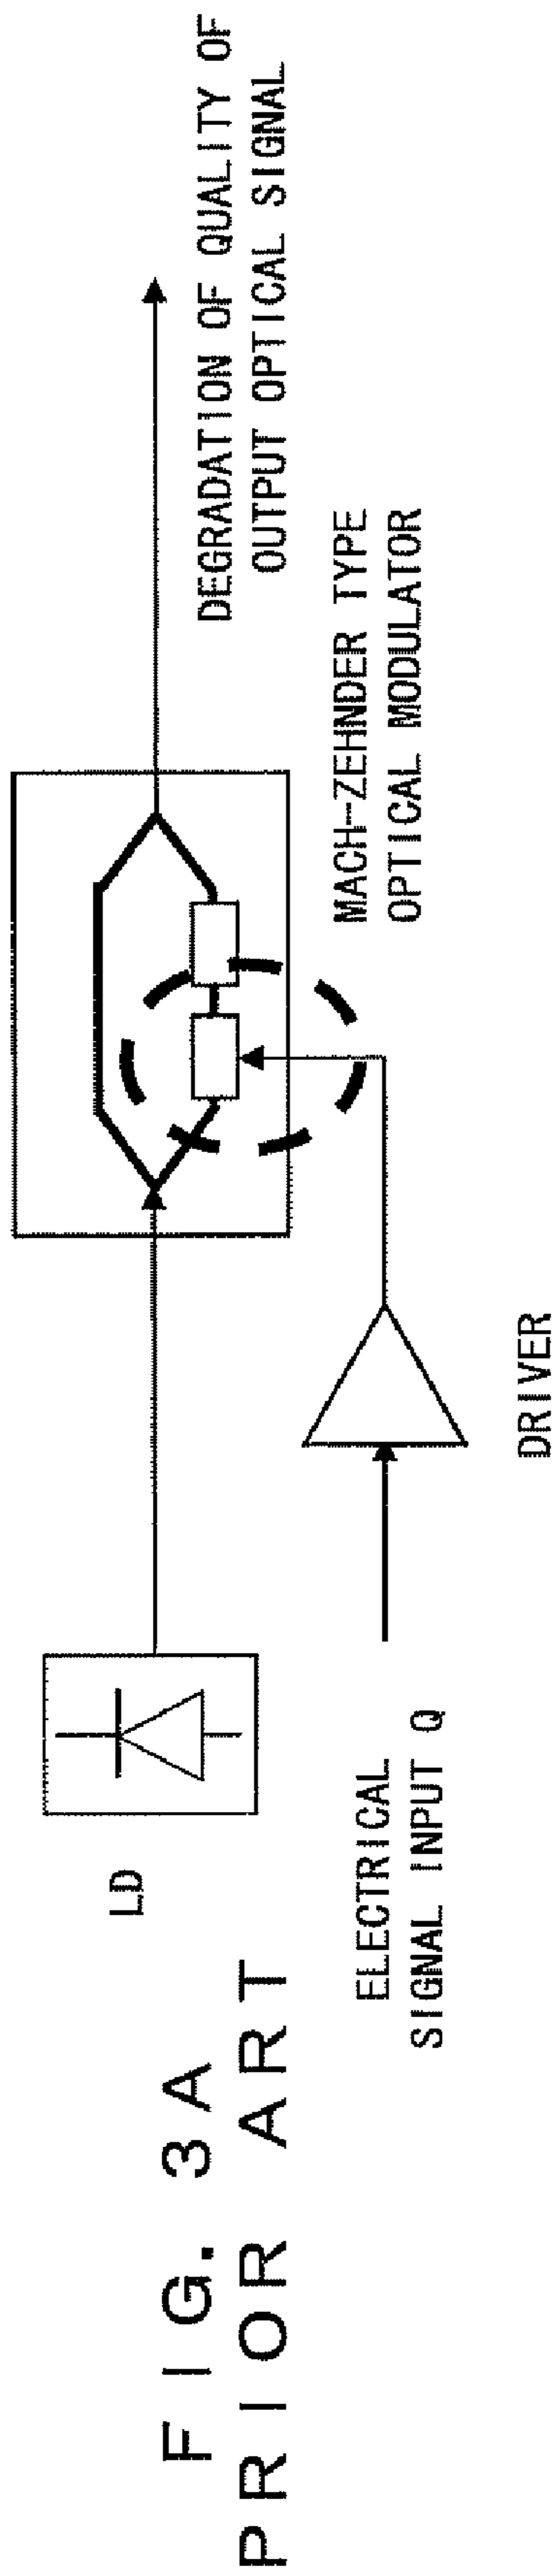 FIG. 3A
PRIOR ART
LD
ELECTRICAL
SIGNAL INPUT Q
DRIVER
MACH-ZEHNDER TYPE
OPTICAL MODULATOR
DEGRADATION OF QUALITY OF
OUTPUT OPTICAL SIGNAL